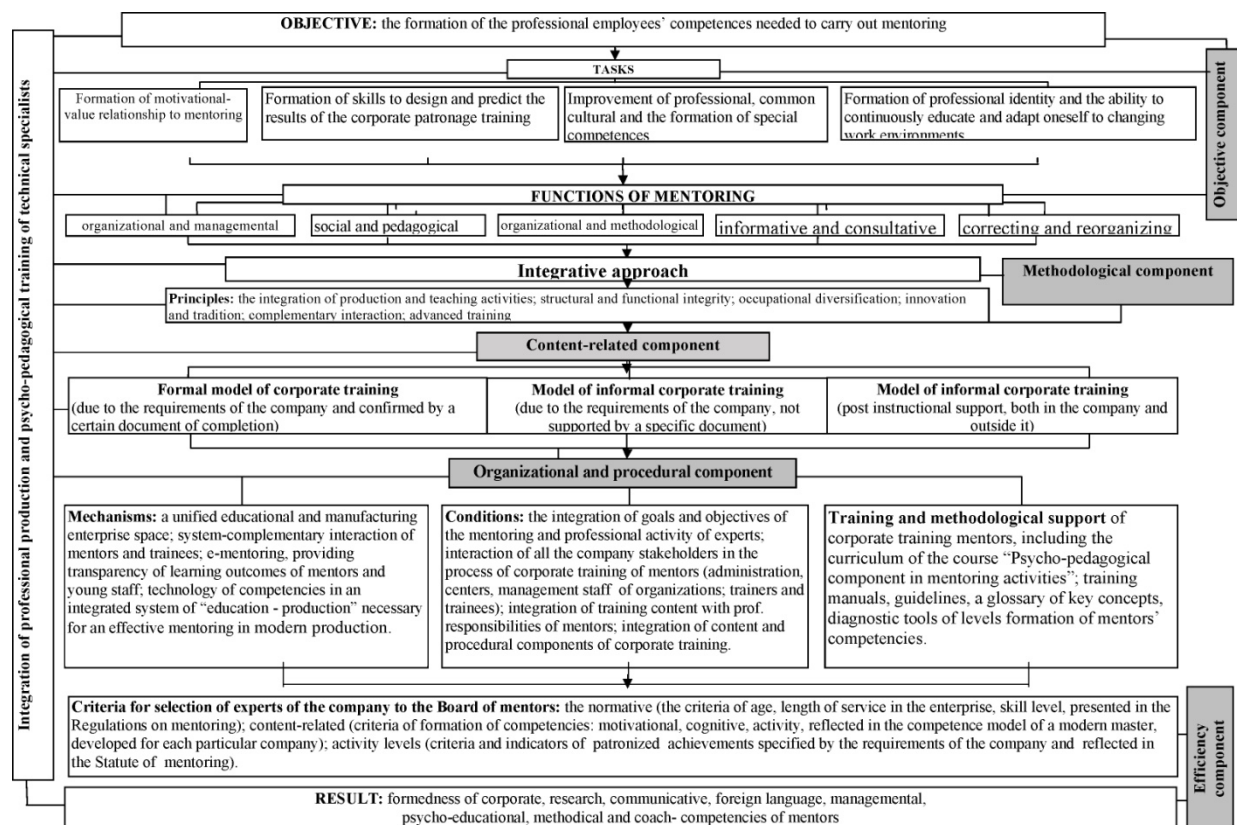 OBJECTIVE: the formation of the professional employees' competences needed to carry out mentoring
TASKS
Formation of motivational-
value relationship to mentoring
Formation of skills to design and predict the
results of the corporate patronage training
Improvement of professional, common
cultural and the formation of special
competences
Formation of professional identity and the ability to
continuously educate and adapt oneself to changing
work environments
Objective component
FUNCTIONS OF MENTORING
organizational and managemental
social and pedagogical
organizational and methodological
informative and consultative
correcting and reorganizing
Integrative approach
Methodological component
Principles: the integration of production and teaching activities; structural and functional integrity; occupational diversification; innovation
and tradition; complementary interaction; advanced training
Content-related component
Formal model of corporate training
(due to the requirements of the company and confirmed by a
certain document of completion)
Model of informal corporate training
(due to the requirements of the company, not
supported by a specific document)
Model of informal corporate training
(post instructional support, both in the company and
outside it)
Organizational and procedural component
Mechanisms: a unified educational and manufacturing
enterprise space; system-complementary interaction of
mentors and trainees; e-mentoring, providing
transparency of learning outcomes of mentors and
young staff; technology of competencies in an
integrated system of "education - production" necessary
for an effective mentoring in modern production.
Conditions: the integration of goals and objectives of
the mentoring and professional activity of experts;
interaction of all the company stakeholders in the
process of corporate training of mentors (administration,
centers, management staff of organizations; trainers and
trainees); integration of training content with prof.
responsibilities of mentors; integration of content and
procedural components of corporate training.
Training and methodological support of
corporate training mentors, including the
curriculum of the course "Psycho-pedagogical
component in mentoring activities"; training
manuals, guidelines, a glossary of key concepts,
diagnostic tools of levels formation of mentors'
competencies.
Criteria for selection of experts of the company to the Board of mentors: the normative (the criteria of age, length of service in the enterprise, skill level, presented in the
Regulations on mentoring); content-related (criteria of formation of competencies: motivational, cognitive, activity, reflected in the competence model of a modern master,
developed for each particular company); activity levels (criteria and indicators of patronized achievements specified by the requirements of the company and reflected in
the Statute of mentoring).
Efficiency
component
RESULT: formedness of corporate, research, communicative, foreign language, managemental,
psycho-educational, methodical and coach- competencies of mentors
Integration of professional production and psycho-pedagogical training of technical specialists